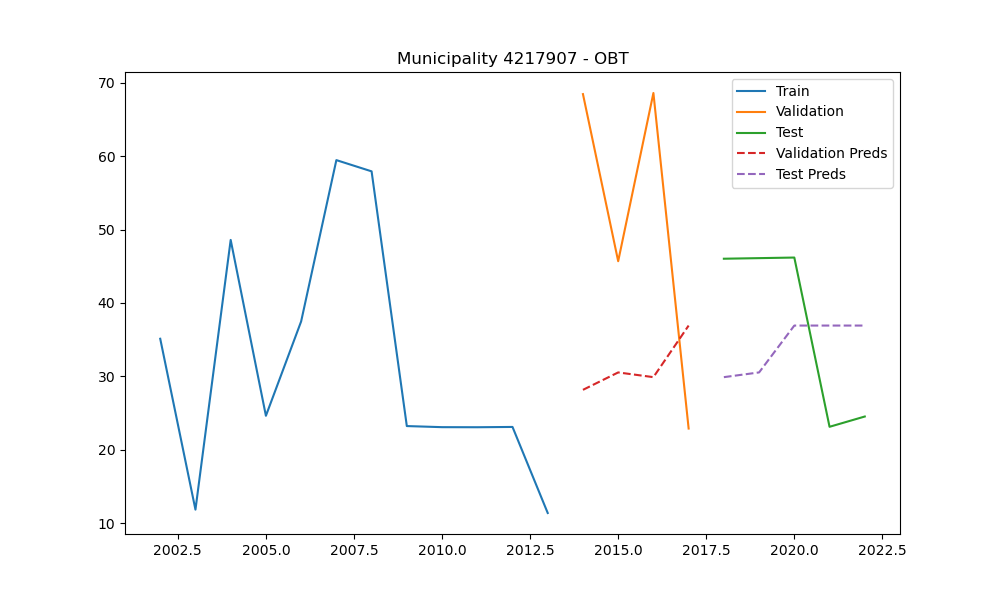 Municipality 4217907 - OBT
70
60
50
40
30
20
10
Train
Validation
Test
Validation Preds
Test Preds
2002.5 2005.0 2007.5 2010.0 2012.5 2015.0 2017.5 2020.0 2022.5